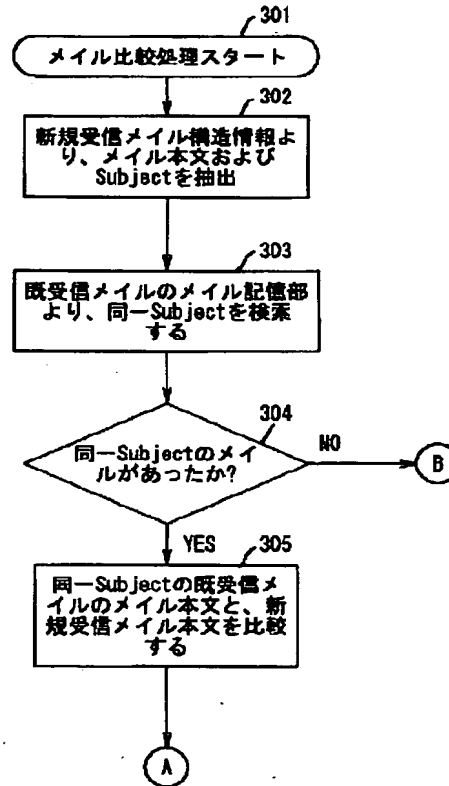 301
メイル比較処理スタート
302
新規受信メイル構造情報よ
り、メイル本文および
Subjectを抽出
303
既受信メイルのメイル記憶部
より、同一Subjectを検索
する
304
同一Subjectのメイ
ルがあったか?
NO
B
YES
305
同一Subjectの既受信メ
イルのメイル本文と、新
規受信メイル本文を比較
する
A